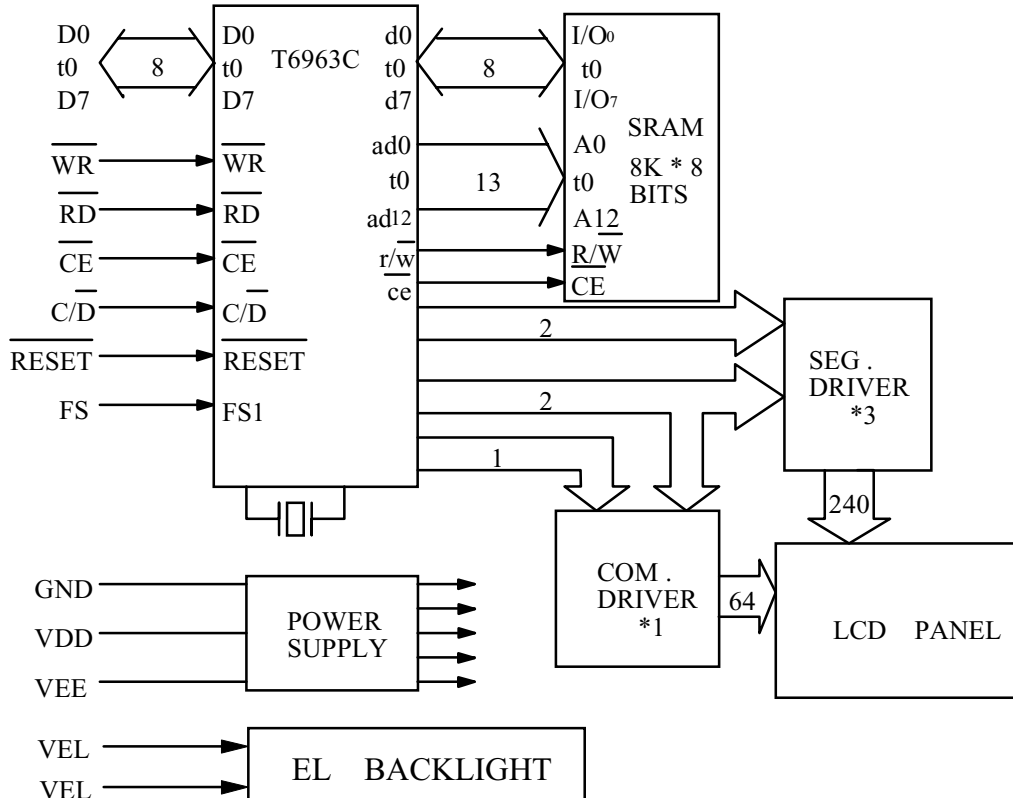 D0
t0
D7
8
D0
t0
D7
T6963C
d0
t0
d7
8
I/O0
t0
I/O7
SRAM
8K * 8
BITS
WR
RD
CE
C/D
RESET
FS
WR
RD
CE
C/D
RESET
FS1
ad0
t0
ad12
r/w
ce
13
A0
t0
A12
R/W
CE
2
2
1
SEG .
DRIVER
*3
240
COM .
DRIVER
*1
64
LCD PANEL
GND
VDD
VEE
POWER
SUPPLY
VEL
VEL
EL BACKLIGHT